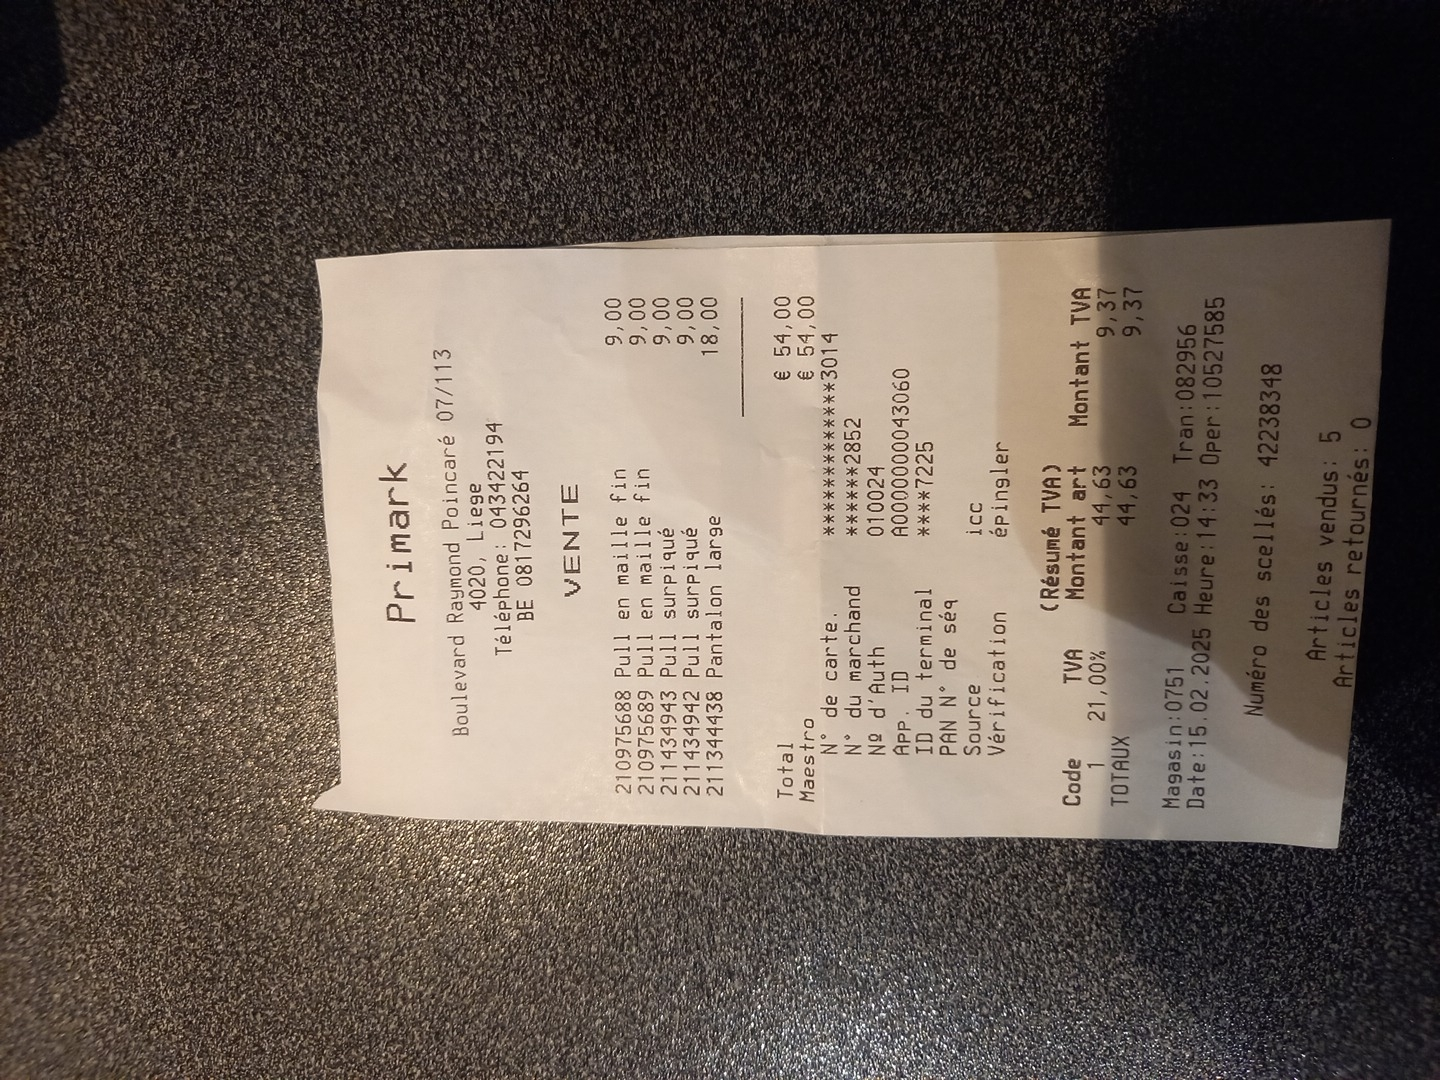 Primark
Boulevard Raymond Poincaré 07/113
4020, Liege
Téléphone: 04342219​4
BE 0817296264
VENTE
210975688 Pull en maille fin 9,00
210975689 Pull en maille fin 9,00
211434943 Pull surpiqué 9,00
211434942 Pull surpiqué 9,00
211344438 Pantalon large 18,00
Total € 54,00
Maestro € 54,00
N° de carte. ***************3014
N° du marchand ******2852
Nº d'Auth 010024
App. ID A0000000043060
ID du terminal ****7225
PAN N° de séq
Source icc
Vérification épingler
(Résumé TVA)
Code TVA Montant art Montant TVA
1 21,00% 44,63 9,37
TOTAUX 44,63 9,37
Magasin:0751 Caisse:024 Tran:082956
Date:15.02.2025 Heure:14:33 Oper:10527585
Numéro des scellés: 42238348
Articles vendus: 5
Articles retournés: 0